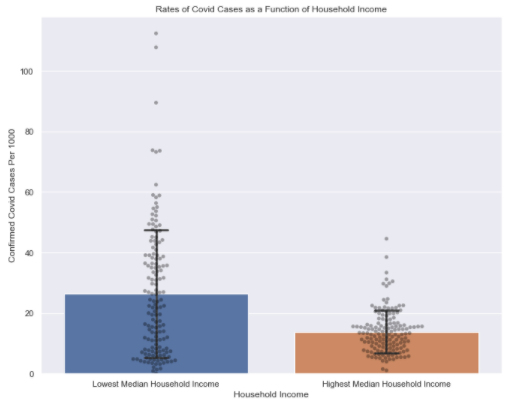 Rates of Covid Cases as a Function of Household Income
Confirmed Covid Cases Per 1000
100
80
60
40
20
0
Lowest Median Household Income
Highest Median Household Income
Household Income